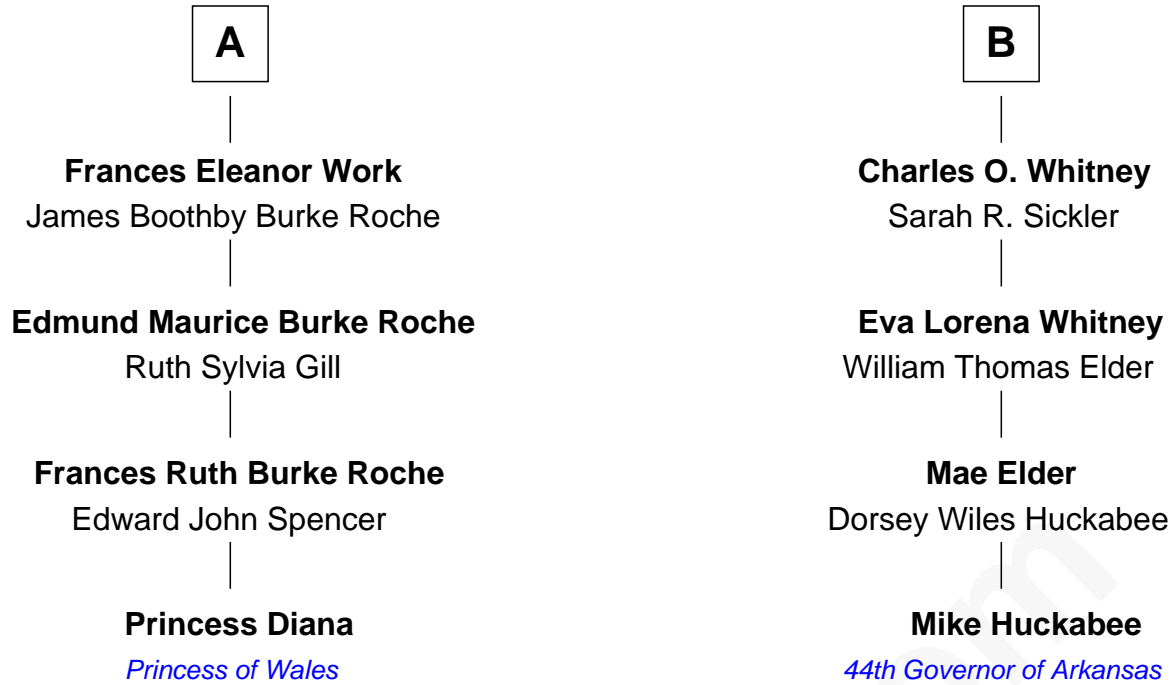 A
B
Frances Eleanor Work
James Boothby Burke Roche
Charles O. Whitney
Sarah R. Sickler
Edmund Maurice Burke Roche
Ruth Sylvia Gill
Eva Lorena Whitney
William Thomas Elder
Frances Ruth Burke Roche
Edward John Spencer
Mae Elder
Dorsey Wiles Huckabee
Princess Diana
Princess of Wales
Mike Huckabee
44th Governor of Arkansas